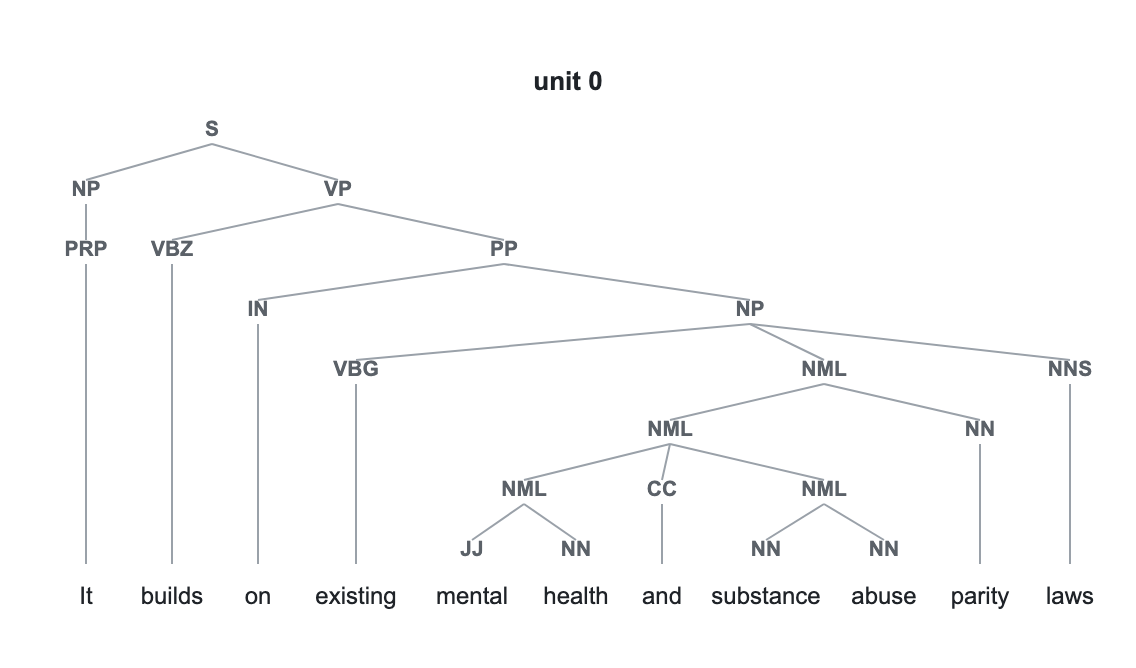 unit 0
S
NP VP
PRP VBZ PP
IN NP
VBG NML NNS
NML NN
NML CC NML
JJ NN NN NN
It builds on existing mental health and substance abuse parity laws